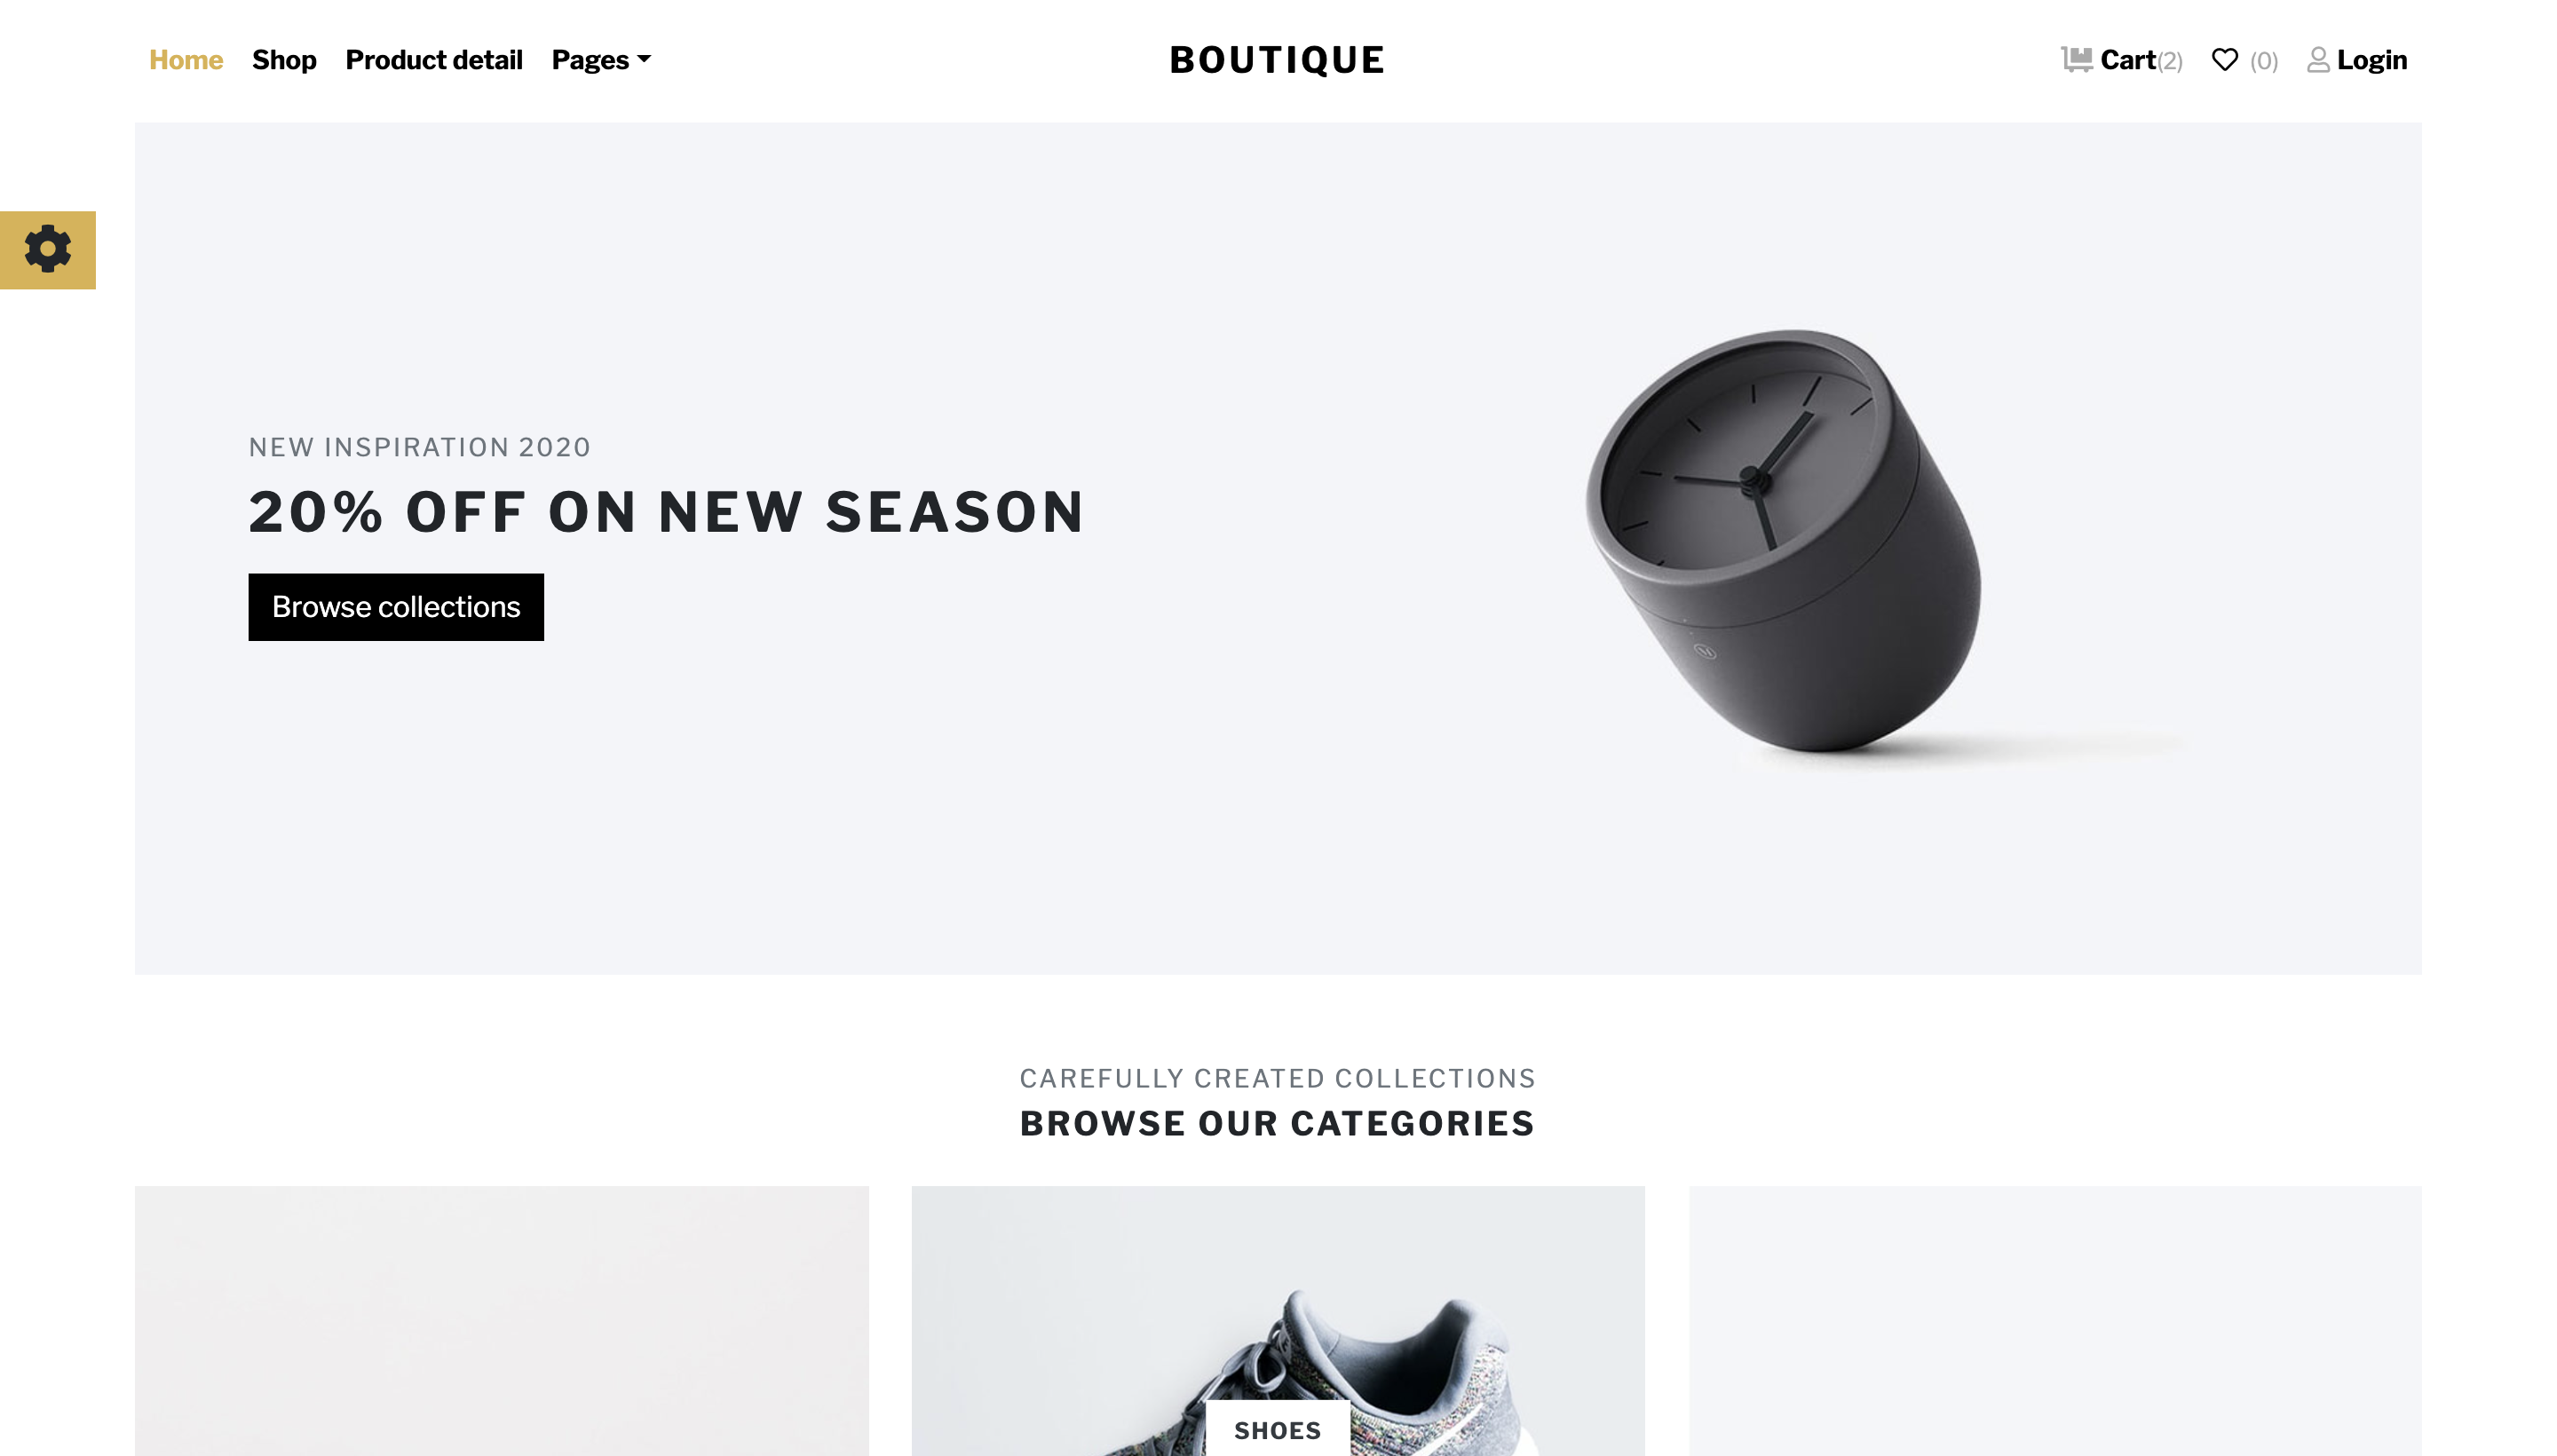 Home Shop Product detail Pages
BOUTIQUE
Cart(2) (0) Login
NEW INSPIRATION 2020
20% OFF ON NEW SEASON
Browse collections
CAREFULLY CREATED COLLECTIONS
BROWSE OUR CATEGORIES
SHOES